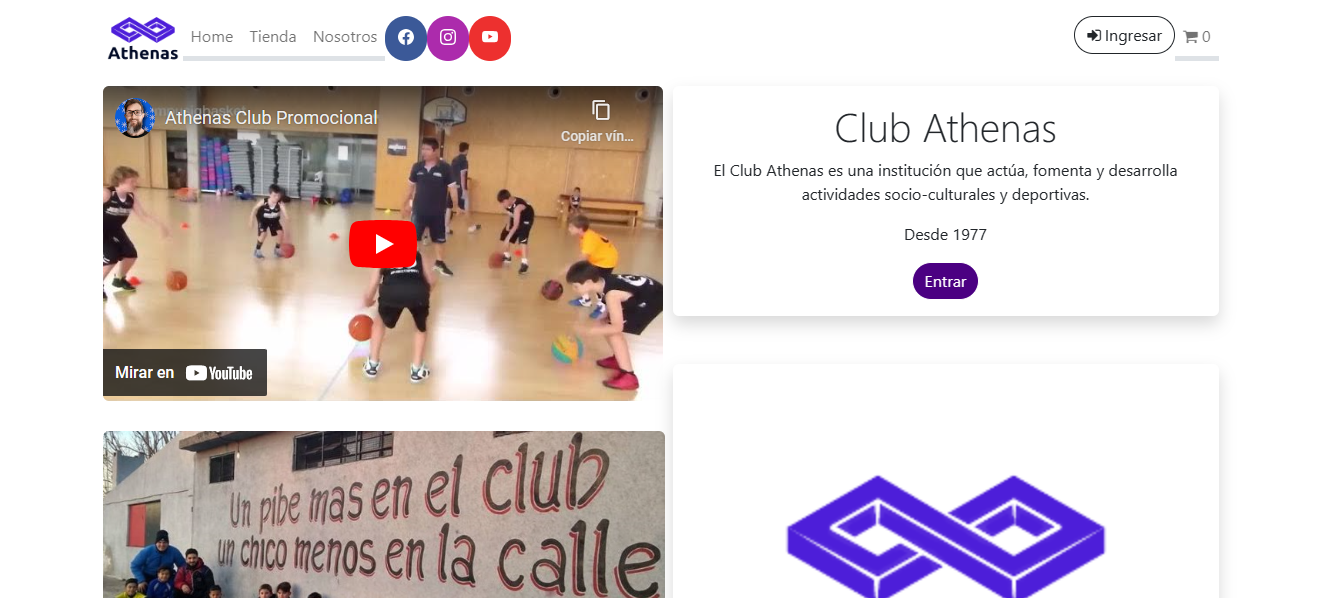 Athenas
Home
Tienda
Nosotros
Ingresar
0
Athenas Club Promocional
Copiar vín...
Mirar en YouTube
Club Athenas
El Club Athenas es una institución que actúa, fomenta y desarrolla
actividades socio-culturales y deportivas.
Desde 1977
Entrar
Un pibe mas en el club
un chico menos en la calle